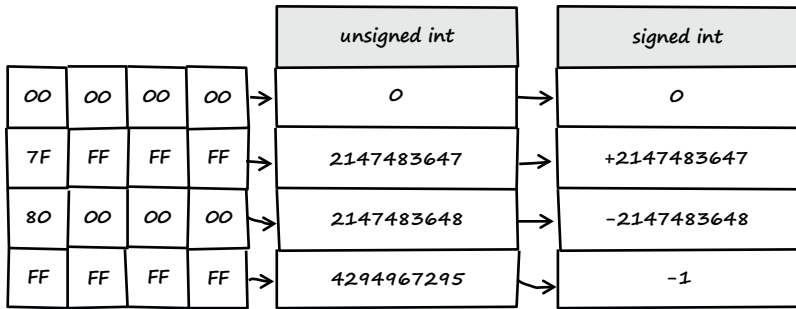 unsigned int signed int
00 00 00 00 0 0
7F FF FF FF 2147483647 +2147483647
80 00 00 00 2147483648 -2147483648
FF FF FF FF 4294967295 -1